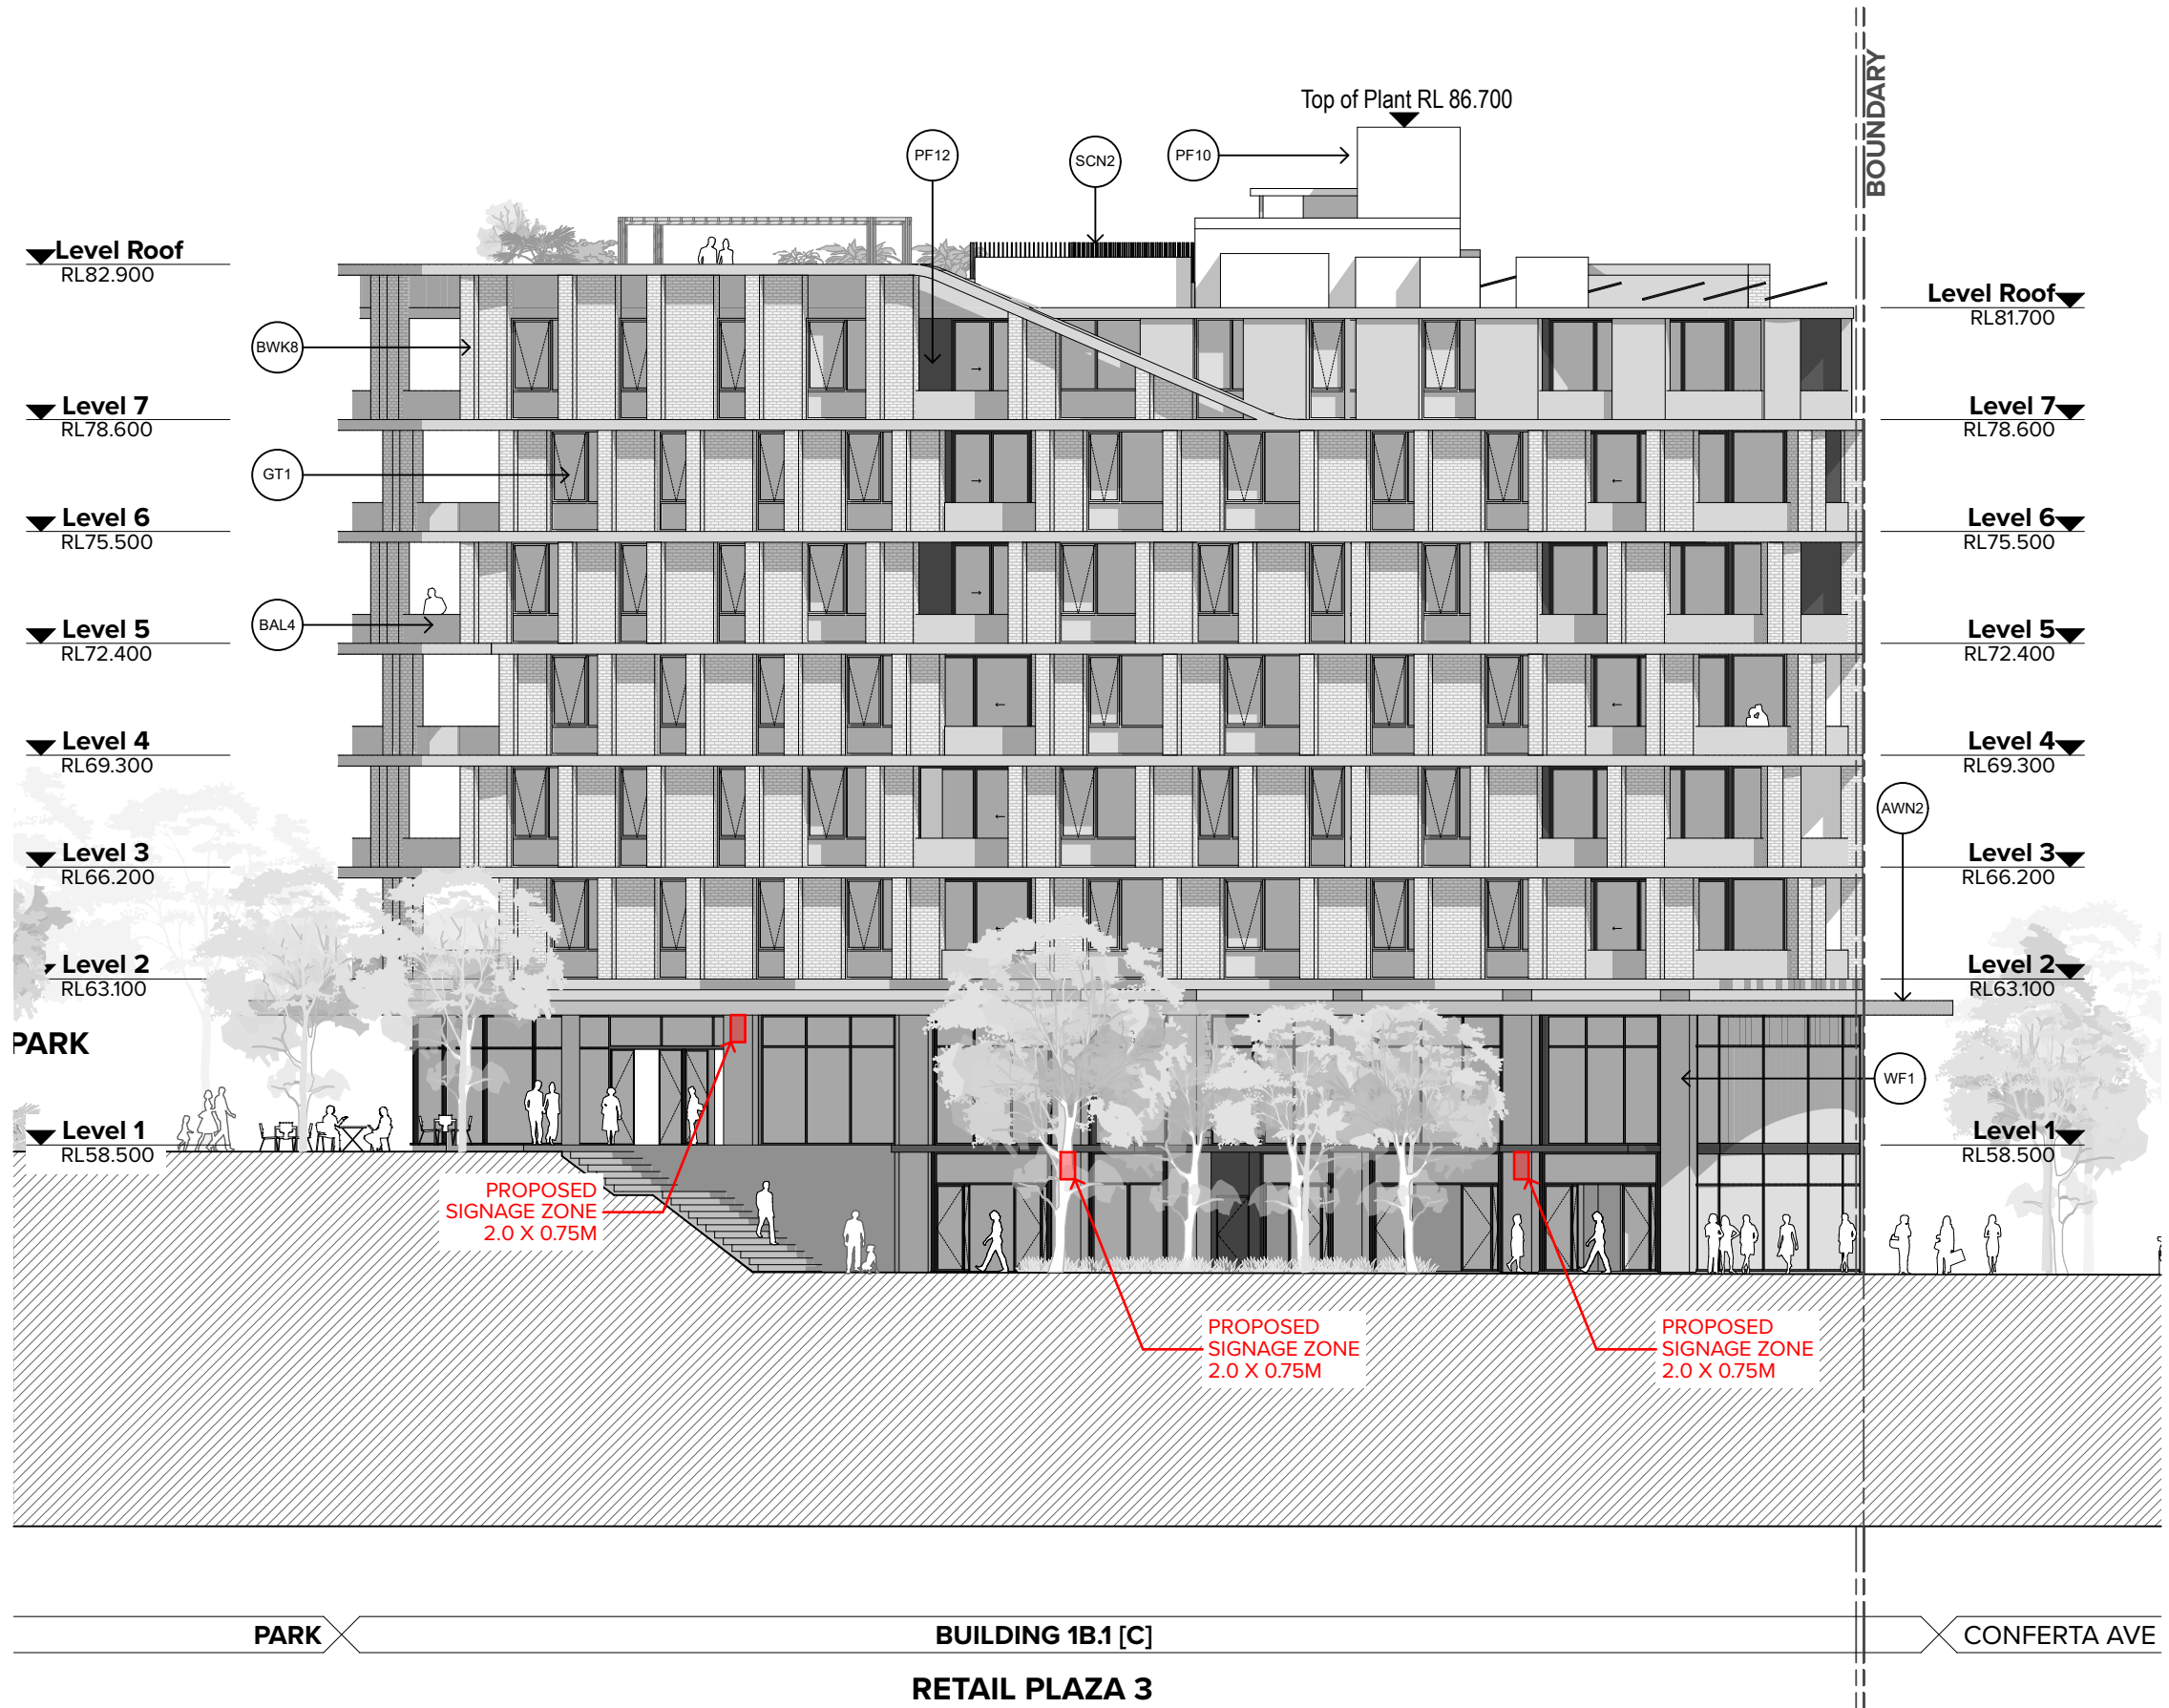 BOUNDARY
Top of Plant RL 86.700
PF12
SCN2
PF10
Level Roof
RL82.900
Level Roof
RL81.700
BWK8
Level 7
RL78.600
Level 7
RL78.600
GT1
Level 6
RL75.500
Level 6
RL75.500
BAL4
Level 5
RL72.400
Level 5
RL72.400
Level 4
RL69.300
Level 4
RL69.300
AWN2
Level 3
RL66.200
Level 3
RL66.200
Level 2
RL63.100
Level 2
RL63.100
PARK
WF1
Level 1
RL58.500
Level 1
RL58.500
PROPOSED
SIGNAGE ZONE
2.0 X 0.75M
PROPOSED
SIGNAGE ZONE
2.0 X 0.75M
PROPOSED
SIGNAGE ZONE
2.0 X 0.75M
PARK
BUILDING 1B.1 [C]
CONFERTA AVE
RETAIL PLAZA 3